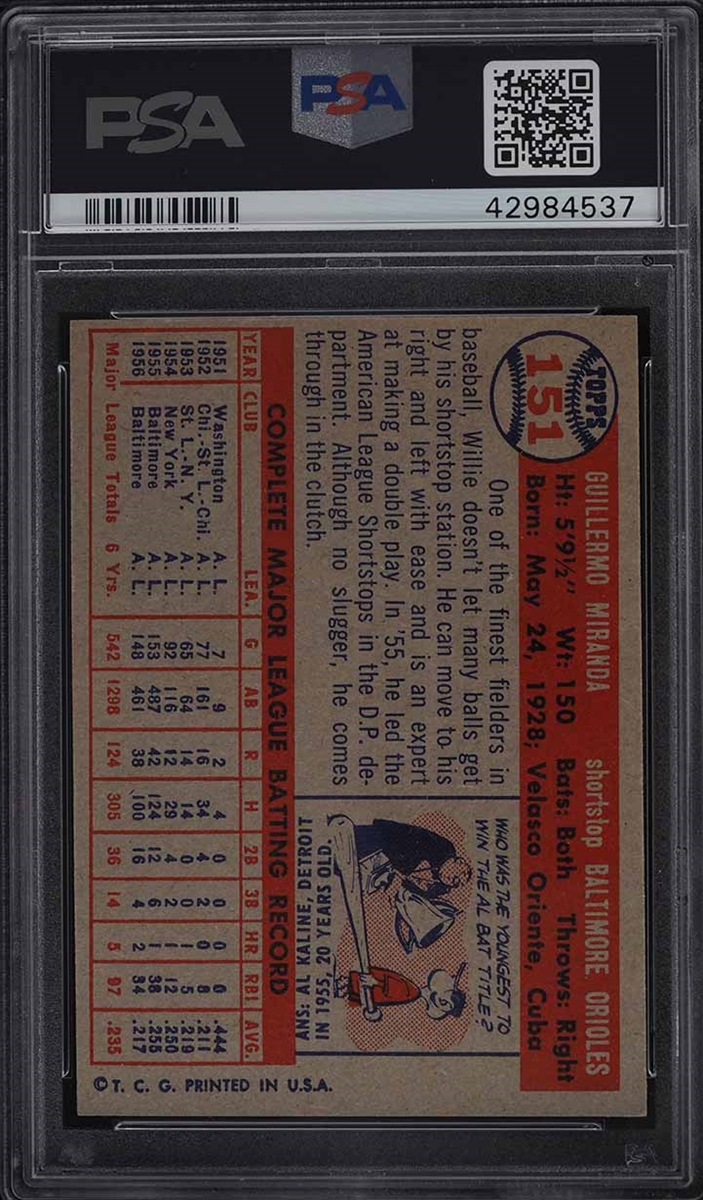 PSA
PSA
42984537
TOPPS
151
GUILLERMO MIRANDA shortstop BALTIMORE ORIOLES
Ht: 5'9½" Wt: 150 Bats: Both Throws: Right
Born: May 24, 1928; Velasco Oriente, Cuba
One of the finest fielders in
baseball, Willie doesn't let many balls get
by his shortstop station. He can move to his
right and left with ease and is an expert
at making a double play. In '55, he led the
American League Shortstops in the D.P. de-
partment. Although no slugger, he comes
through in the clutch.
WHO WAS THE YOUNGEST TO
WIN THE AL BAT TITLE?
ANS: AL KALINE, DETROIT
IN 1955, 20 YEARS OLD.
COMPLETE MAJOR LEAGUE BATTING RECORD
YEAR CLUB LEA. G AB R H 2B 3B HR RBI AVG.
1951 Washington A. L. 7 9 2 4 0 0 0 0 .444
1952 Chi.-St. L.-Chi. A. L. 77 161 16 34 4 2 0 8 .211
1953 St. L.-N. Y. A. L. 65 64 14 14 0 0 1 5 .219
1954 New York A. L. 92 116 12 29 4 2 1 12 .250
1955 Baltimore A. L. 153 487 42 124 12 6 1 38 .255
1956 Baltimore A. L. 148 461 38 100 16 4 2 34 .217
Major League Totals 6 Yrs. 542 1298 124 305 36 14 5 97 .235
© T. C. G. PRINTED IN U.S.A.